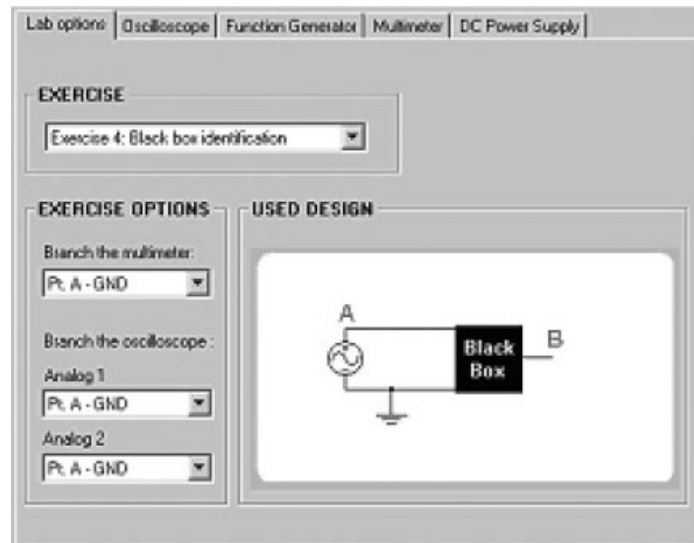 Lab options Oscilloscope Function Generator Multimeter DC Power Supply
EXERCISE
Exercise 4: Black box identification
EXERCISE OPTIONS
Branch the multimeter:
Pt. A - GND
Branch the oscilloscope :
Analog 1
Pt. A - GND
Analog 2
Pt. A - GND
USED DESIGN
A
Black
Box
B